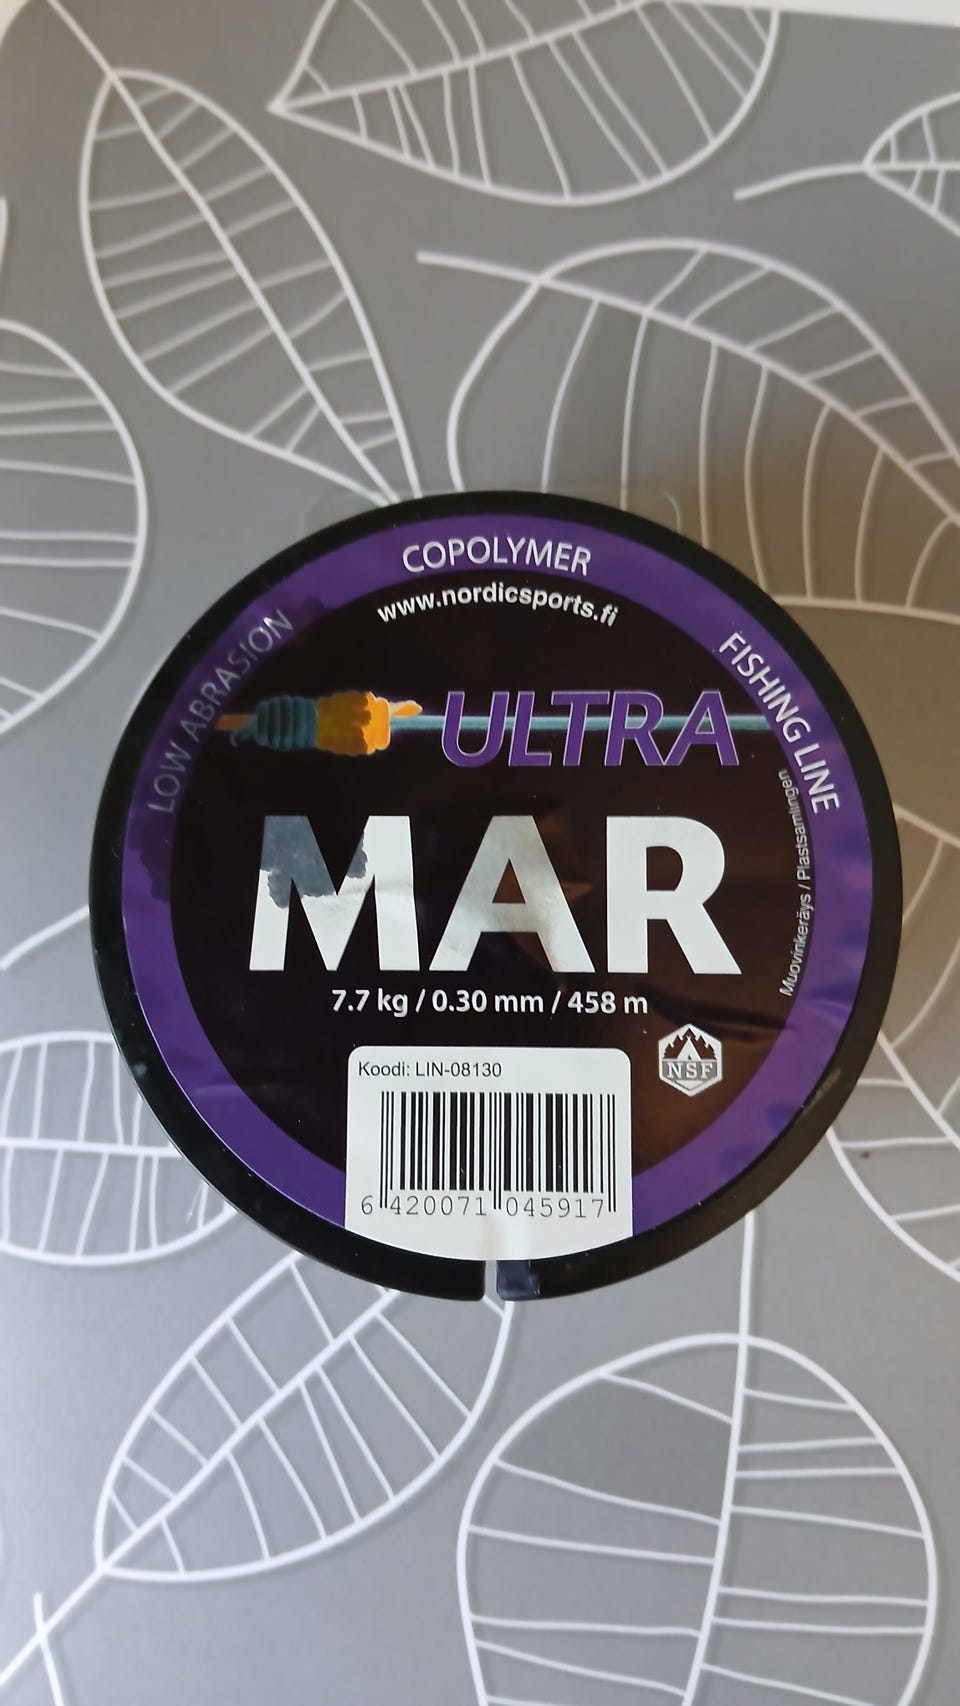 COPOLYMER
www.nordicsports.fi
LOW ABRASION
FISHING LINE
ULTRA
MAR
7.7 kg / 0.30 mm / 458 m
Muovinkeräys / Plastsamlingen
NSF
Koodi: LIN-08130
6 420071 045917